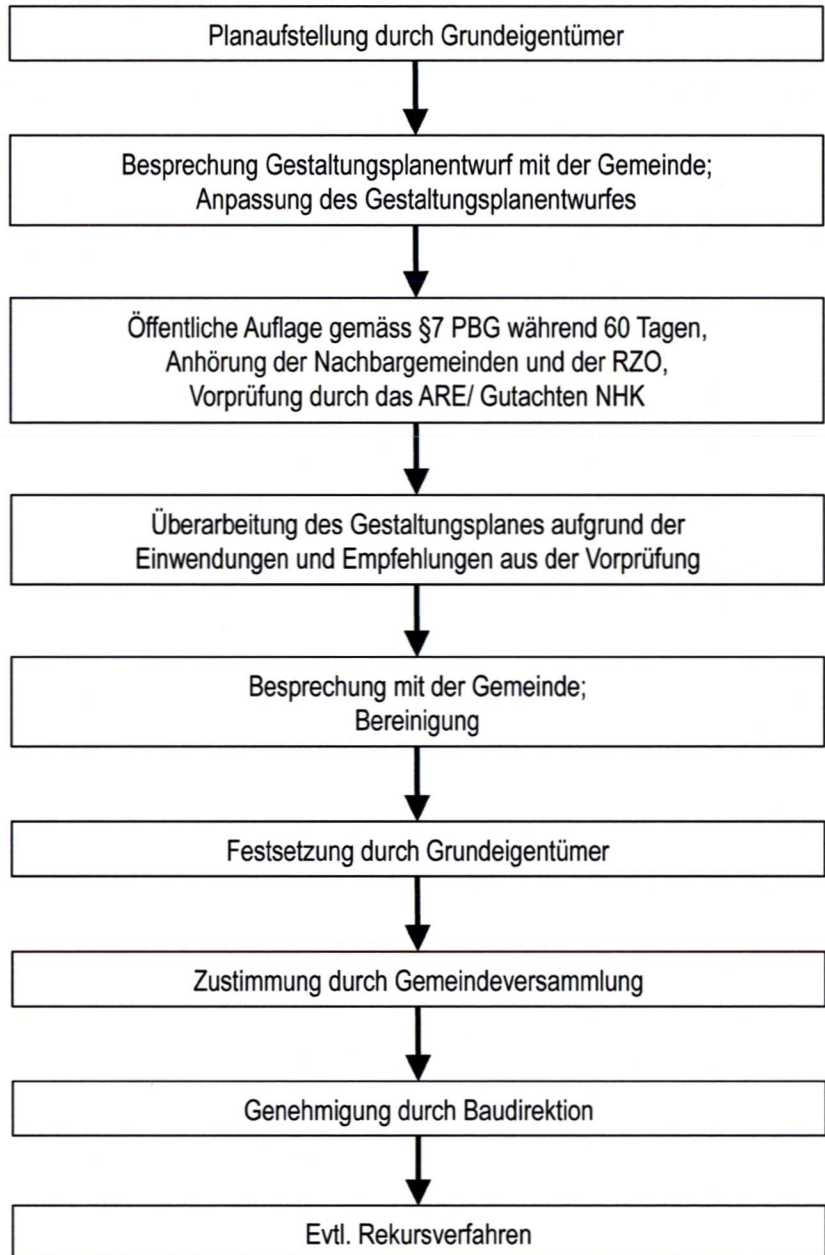 Planaufstellung durch Grundeigentümer
Besprechung Gestaltungsplanentwurf mit der Gemeinde;
Anpassung des Gestaltungsplanentwurfes
Öffentliche Auflage gemäss §7 PBG während 60 Tagen,
Anhörung der Nachbargemeinden und der RZO,
Vorprüfung durch das ARE/ Gutachten NHK
Überarbeitung des Gestaltungsplanes aufgrund der
Einwendungen und Empfehlungen aus der Vorprüfung
Besprechung mit der Gemeinde;
Bereinigung
Festsetzung durch Grundeigentümer
Zustimmung durch Gemeindeversammlung
Genehmigung durch Baudirektion
Evtl. Rekursverfahren